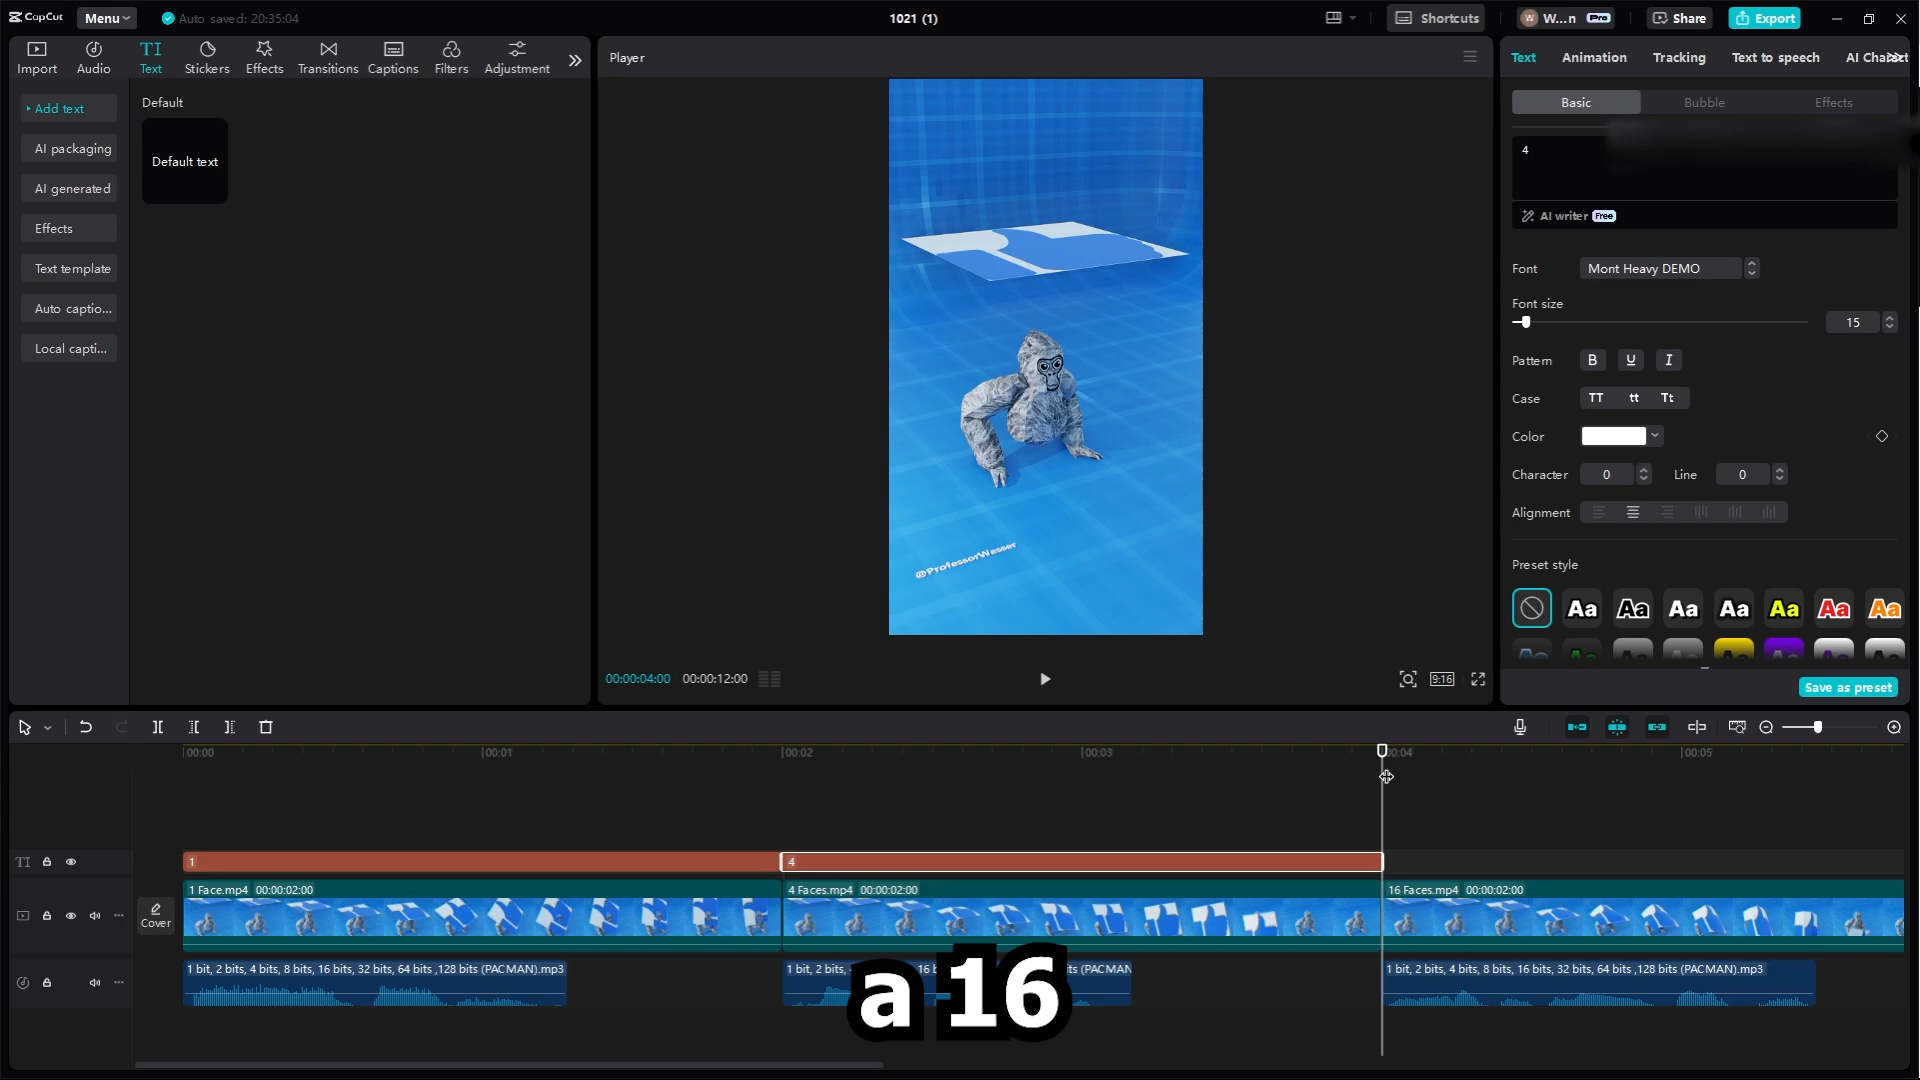 CapCut
Menu
Auto saved: 20:35:04
1021 (1)
Shortcuts
W...n
Pro
Share
Export
Import
Audio
TI
Text
Stickers
Effects
Transitions
Captions
Filters
Adjustment
Add text
AI packaging
AI generated
Effects
Text template
Auto captio...
Local capti...
Default
Default text
Player
@ProfessorWesser
00:00:04:00
00:00:12:00
9:16
Text
Animation
Tracking
Text to speech
Basic
Bubble
Effects
4
AI writer
Free
Font
Mont Heavy DEMO
Font size
15
Pattern
B
U
I
Case
TT
tt
Tt
Color
Character
0
Line
0
Alignment
Preset style
Aa Aa Aa Aa Aa Aa Aa
Save as preset
00:00
00:01
00:02
00:03
00:04
00:05
TI
1
4
Cover
1 Face.mp4 00:00:02:00
4 Faces.mp4 00:00:02:00
16 Faces.mp4 00:00:02:00
1 bit, 2 bits, 4 bits, 8 bits, 16 bits, 32 bits, 64 bits ,128 bits (PACMAN).mp3
1 bit, 2 bits,
(PACMAN
1 bit, 2 bits, 4 bits, 8 bits, 16 bits, 32 bits, 64 bits ,128 bits (PACMAN).mp3
a 16